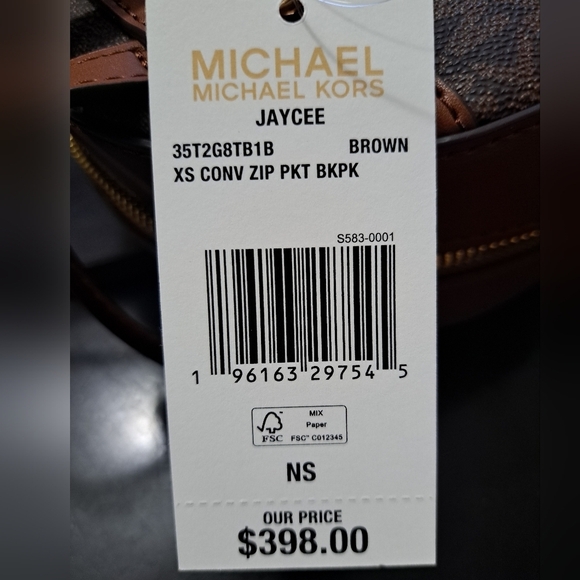 MICHAEL
MICHAEL KORS
JAYCEE
35T2G8TB1B BROWN
XS CONV ZIP PKT BKPK
S583-0001
1 96163 29754 5
FSC
MIX
Paper
FSC™ C012345
NS
OUR PRICE
$398.00